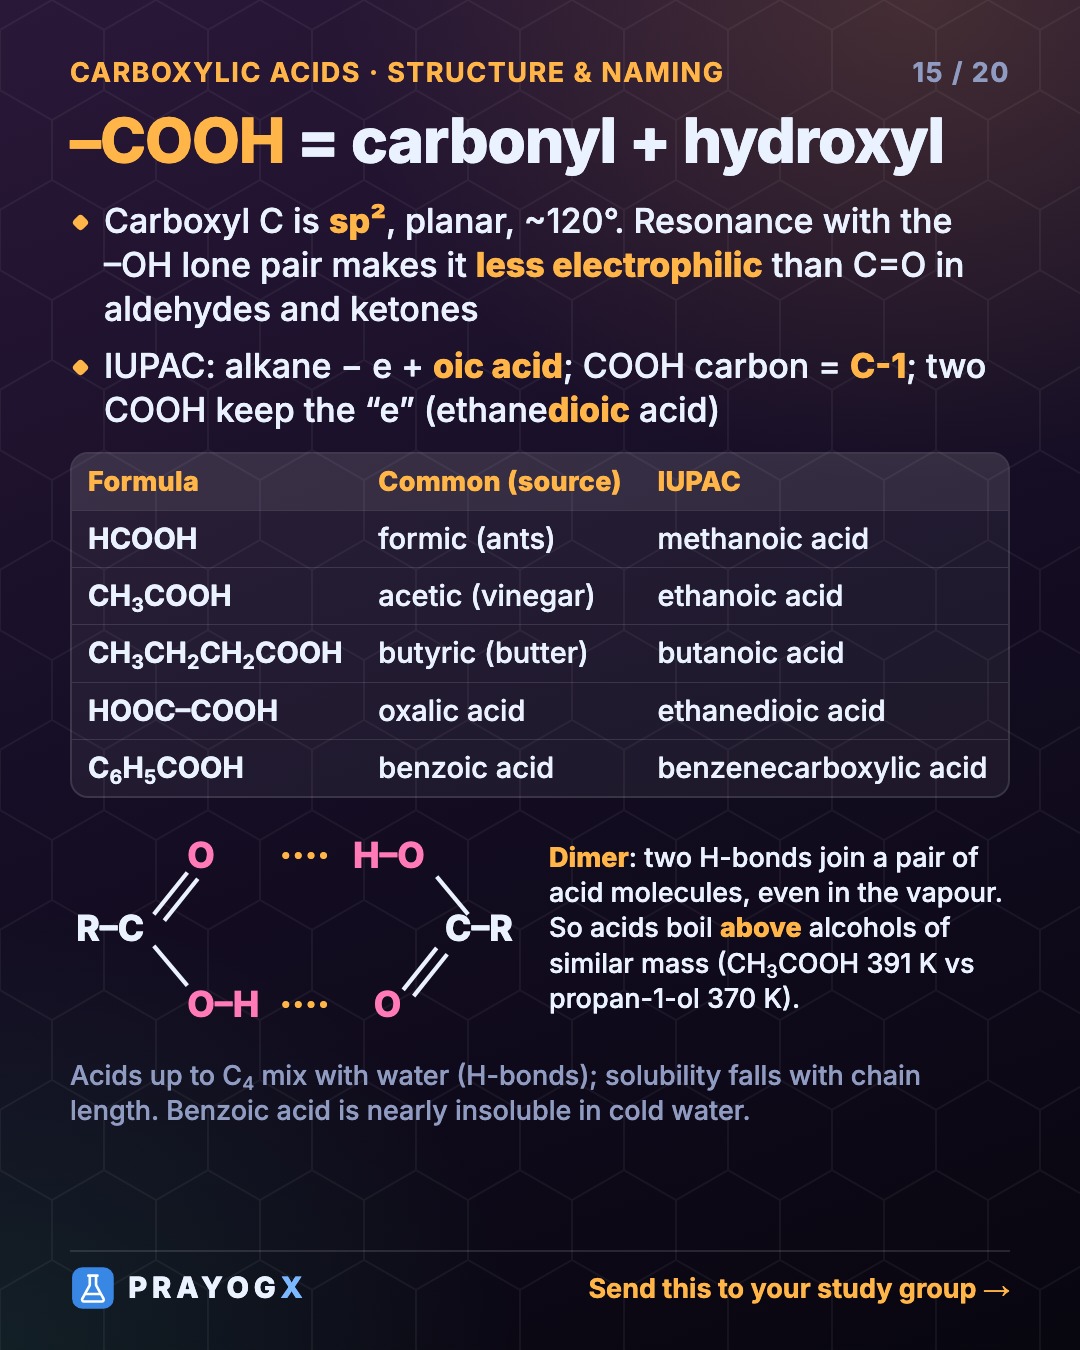 CARBOXYLIC ACIDS · STRUCTURE & NAMING 15 / 20
–COOH = carbonyl + hydroxyl
Carboxyl C is sp², planar, ~120°. Resonance with the
–OH lone pair makes it less electrophilic than C=O in
aldehydes and ketones
IUPAC: alkane − e + oic acid; COOH carbon = C-1; two
COOH keep the “e” (ethanedioic acid)
Formula Common (source) IUPAC
HCOOH formic (ants) methanoic acid
CH₃COOH acetic (vinegar) ethanoic acid
CH₃CH₂CH₂COOH butyric (butter) butanoic acid
HOOC–COOH oxalic acid ethanedioic acid
C₆H₅COOH benzoic acid benzenecarboxylic acid
O •••• H–O
R–C C–R
O–H •••• O
Dimer: two H-bonds join a pair of
acid molecules, even in the vapour.
So acids boil above alcohols of
similar mass (CH₃COOH 391 K vs
propan-1-ol 370 K).
Acids up to C₄ mix with water (H-bonds); solubility falls with chain
length. Benzoic acid is nearly insoluble in cold water.
PRAYOGX Send this to your study group →